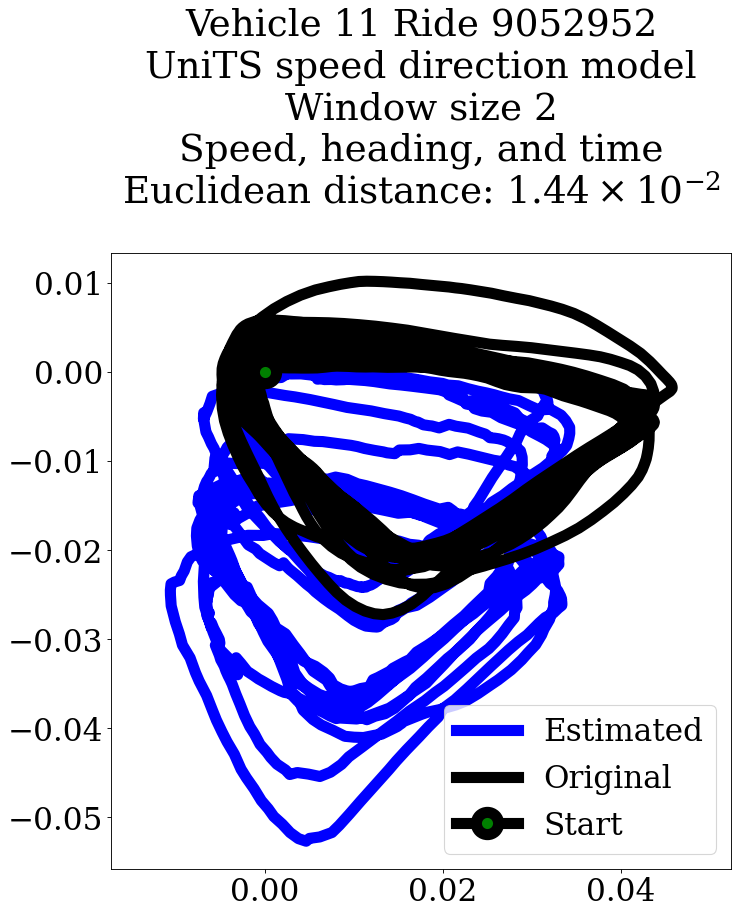 Vehicle 11 Ride 9052952
UniTS speed direction model
Window size 2
Speed, heading, and time
Euclidean distance: 1.44 × 10⁻²
0.01
0.00
−0.01
−0.02
−0.03
−0.04
−0.05
Estimated
Original
Start
0.00 0.02 0.04